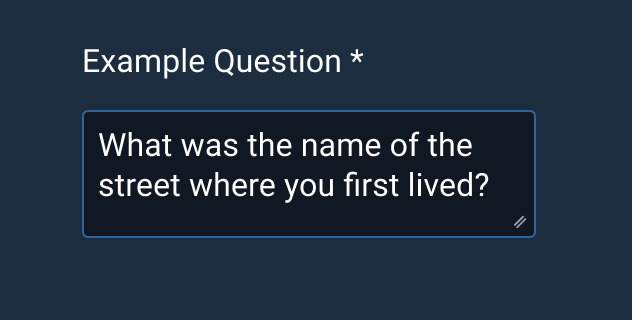 Example Question *
What was the name of the
street where you first lived?